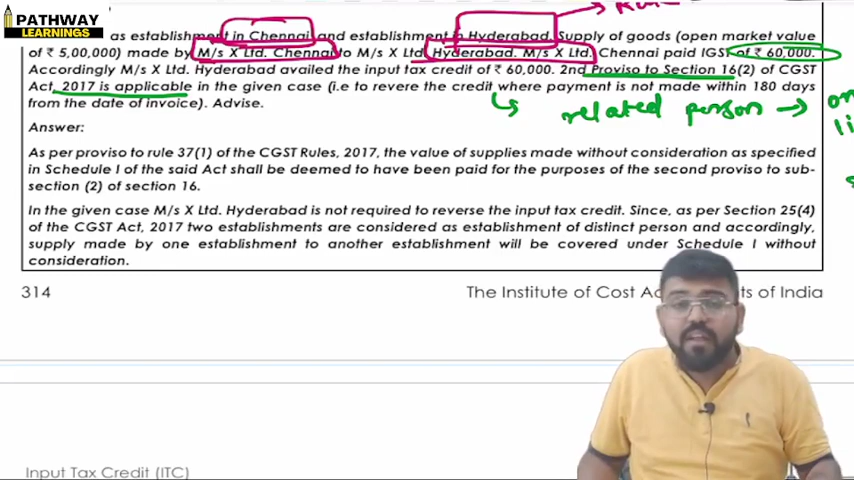 PATHWAY
LEARNINGS
as establishment in Chennai and establishment in Hyderabad. Supply of goods (open market value
of ₹ 5,00,000) made by M/s X Ltd. Chennai to M/s X Ltd. Hyderabad. M/s X Ltd. Chennai paid IGST of ₹ 60,000.
Accordingly M/s X Ltd. Hyderabad availed the input tax credit of ₹ 60,000. 2nd Proviso to Section 16(2) of CGST
Act, 2017 is applicable in the given case (i.e to revere the credit where payment is not made within 180 days
from the date of invoice). Advise.
related person →
Answer:
As per proviso to rule 37(1) of the CGST Rules, 2017, the value of supplies made without consideration as specified
in Schedule I of the said Act shall be deemed to have been paid for the purposes of the second proviso to sub-
section (2) of section 16.
In the given case M/s X Ltd. Hyderabad is not required to reverse the input tax credit. Since, as per Section 25(4)
of the CGST Act, 2017 two establishments are considered as establishment of distinct person and accordingly,
supply made by one establishment to another establishment will be covered under Schedule I without
consideration.
314
The Institute of Cost Ac ts of India
Input Tax Credit (ITC)